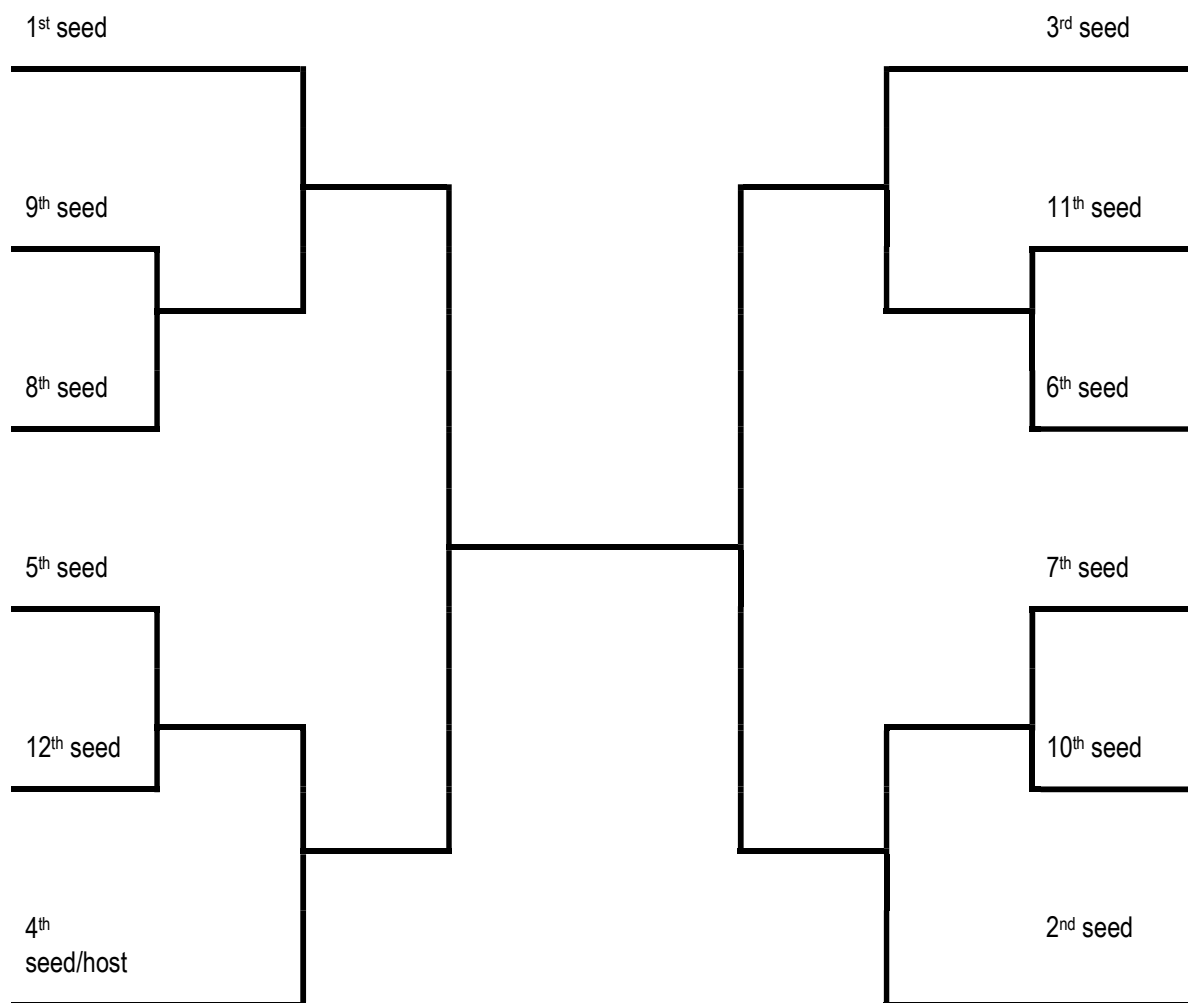 1st seed
3rd seed
9th seed
11th seed
8th seed
6th seed
5th seed
7th seed
12th seed
10th seed
4th
seed/host
2nd seed